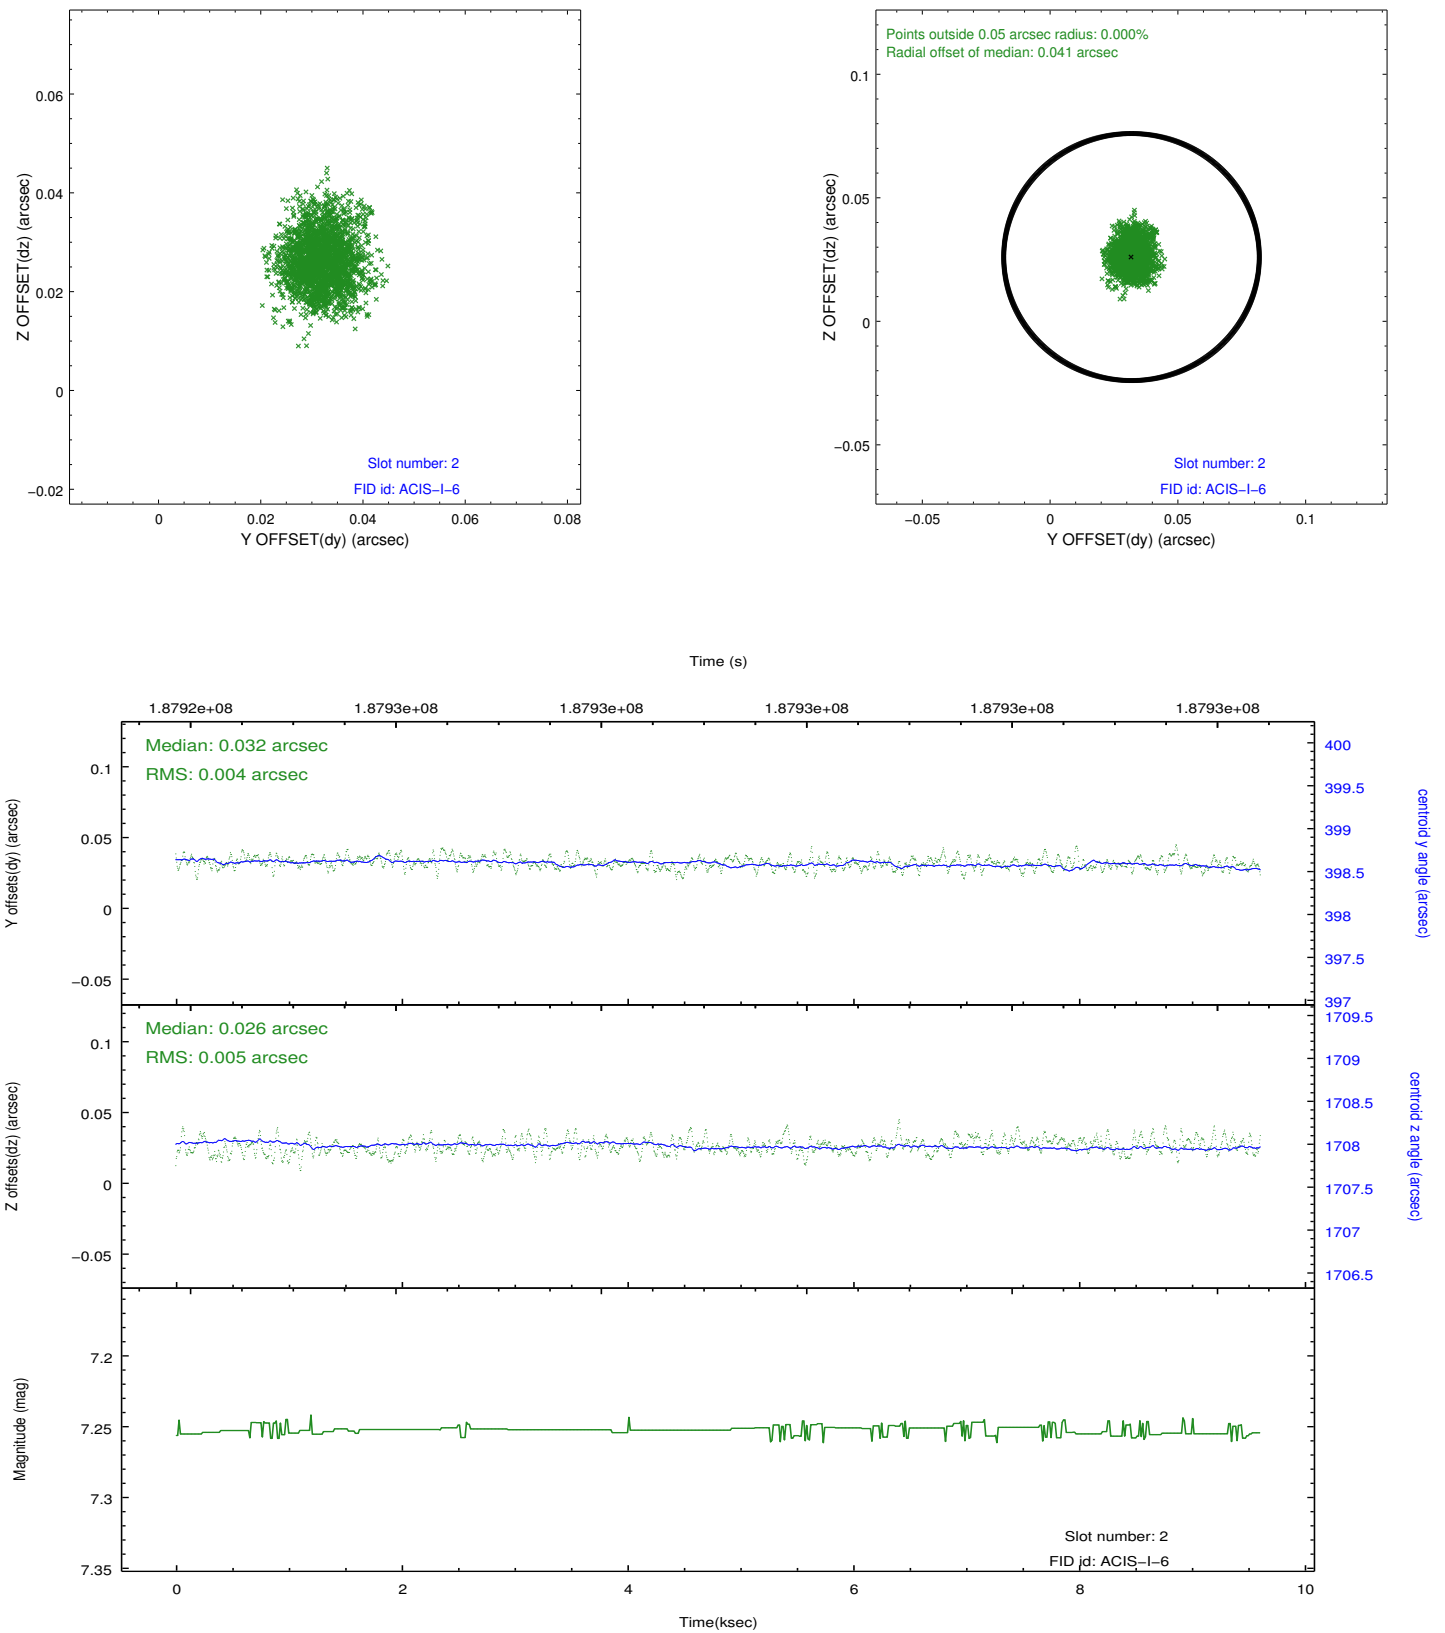 0.06
0.04
0.02
0
−0.02
Z OFFSET(dz) (arcsec)
Slot number: 2
FID id: ACIS−I−6
0
0.02
0.04
0.06
0.08
Y OFFSET(dy) (arcsec)
Points outside 0.05 arcsec radius: 0.000%
Radial offset of median: 0.041 arcsec
0.1
0.05
0
−0.05
Z OFFSET(dz) (arcsec)
Slot number: 2
FID id: ACIS−I−6
−0.05
0
0.05
0.1
Y OFFSET(dy) (arcsec)
Time (s)
1.8792e+08
1.8793e+08
1.8793e+08
1.8793e+08
1.8793e+08
1.8793e+08
Median: 0.032 arcsec
RMS: 0.004 arcsec
0.1
0.05
0
−0.05
Y offsets(dy) (arcsec)
400
399.5
399
398.5
398
397.5
397
centroid y angle (arcsec)
Median: 0.026 arcsec
RMS: 0.005 arcsec
0.1
0.05
0
−0.05
Z offsets(dz) (arcsec)
1709.5
1709
1708.5
1708
1707.5
1707
1706.5
centroid z angle (arcsec)
7.2
7.25
7.3
7.35
Magnitude (mag)
Slot number: 2
FID id: ACIS−I−6
0
2
4
6
8
10
Time(ksec)